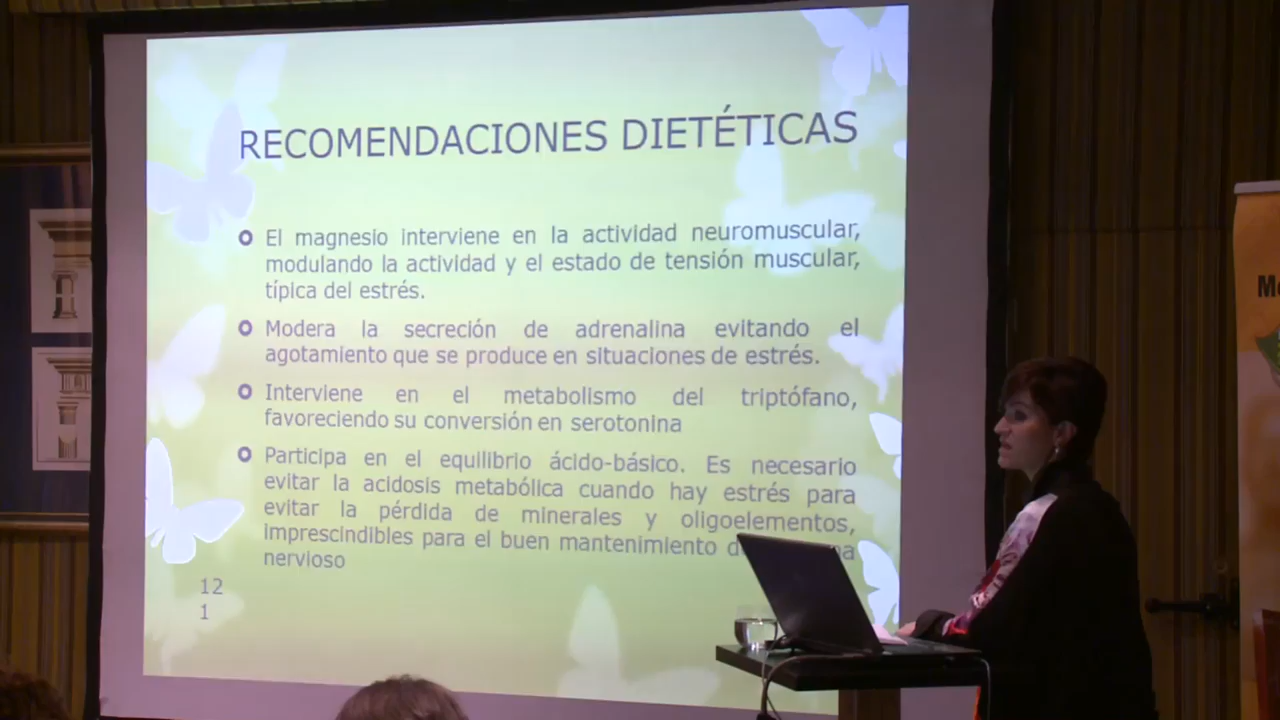 RECOMENDACIONES DIETÉTICAS
El magnesio interviene en la actividad neuromuscular,
modulando la actividad y el estado de tensión muscular,
típica del estrés.
Modera la secreción de adrenalina evitando el
agotamiento que se produce en situaciones de estrés.
Interviene en el metabolismo del triptófano,
favoreciendo su conversión en serotonina
Participa en el equilibrio ácido-básico. Es necesario
evitar la acidosis metabólica cuando hay estrés para
evitar la pérdida de minerales y oligoelementos,
imprescindibles para el buen mantenimiento
nervioso
12
1